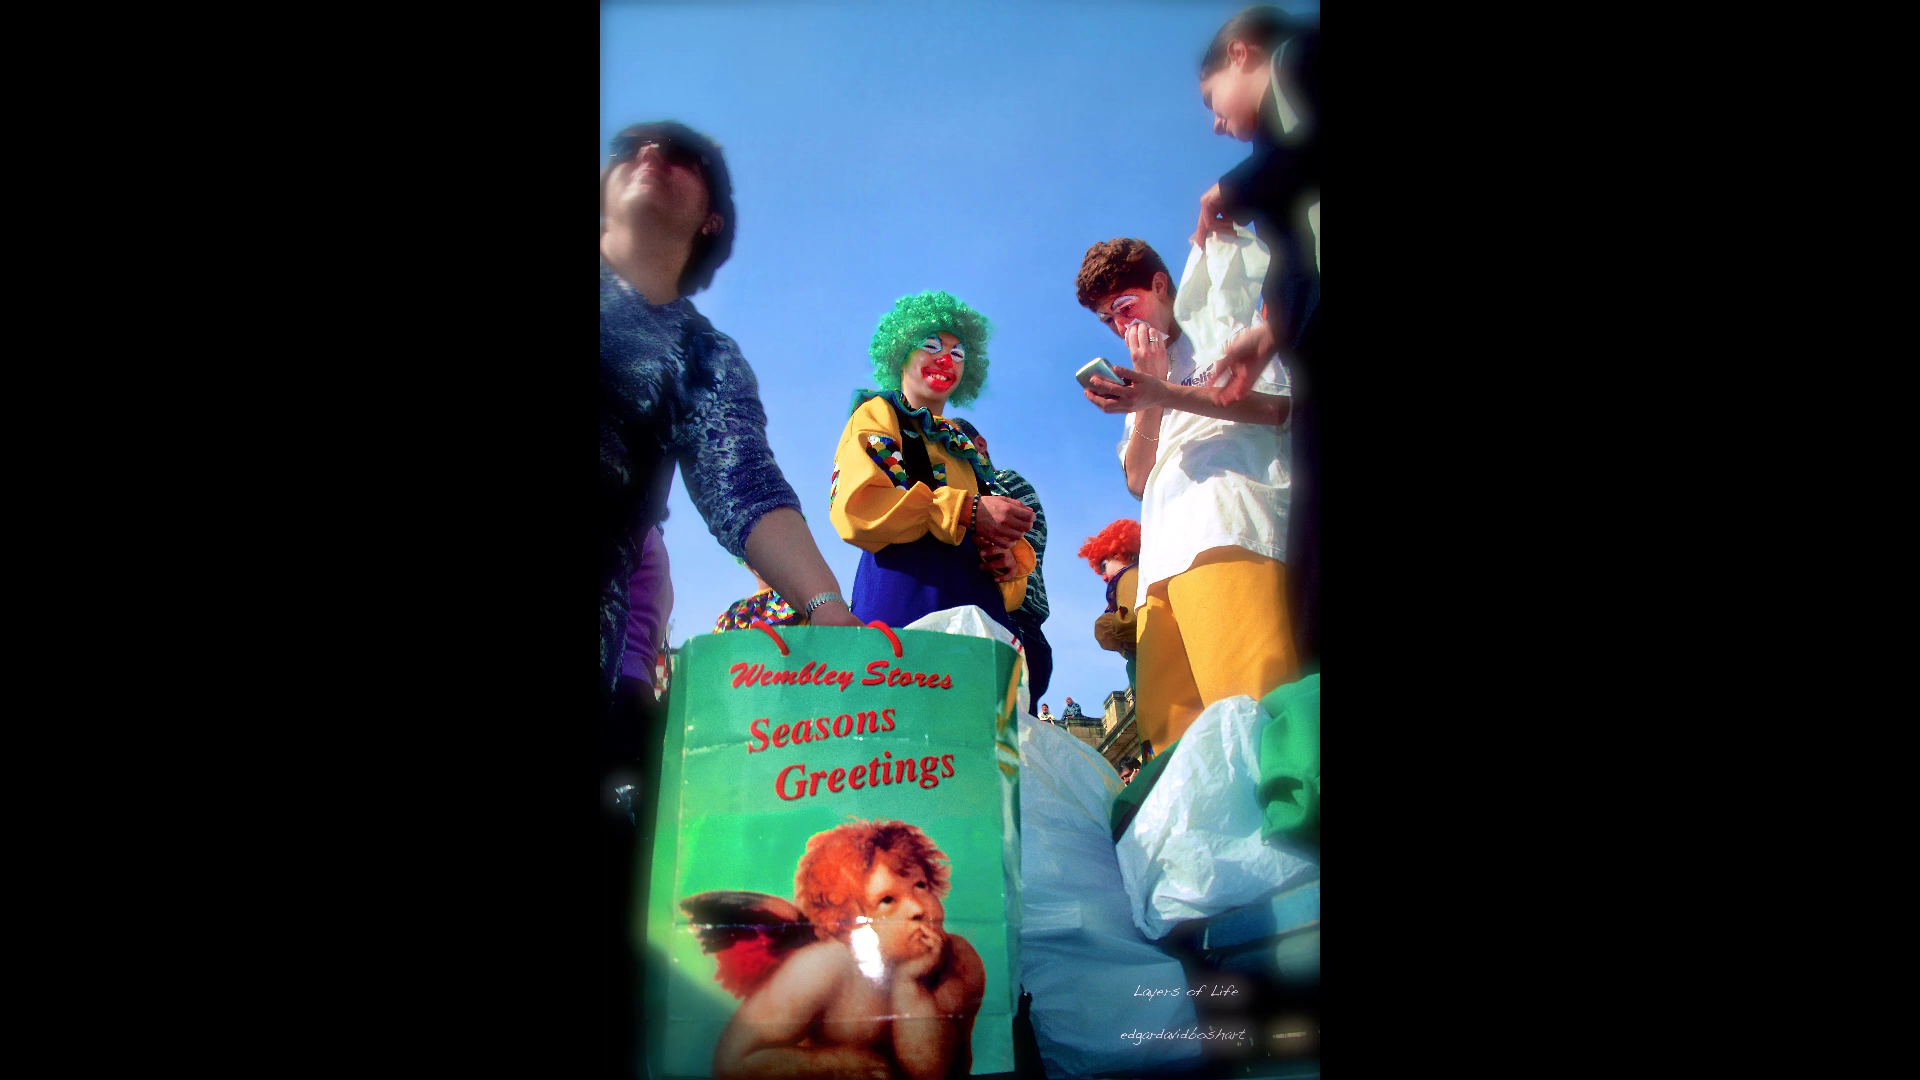 Wembley Stores
Seasons
Greetings
Layers of Life
edgardavidboshart